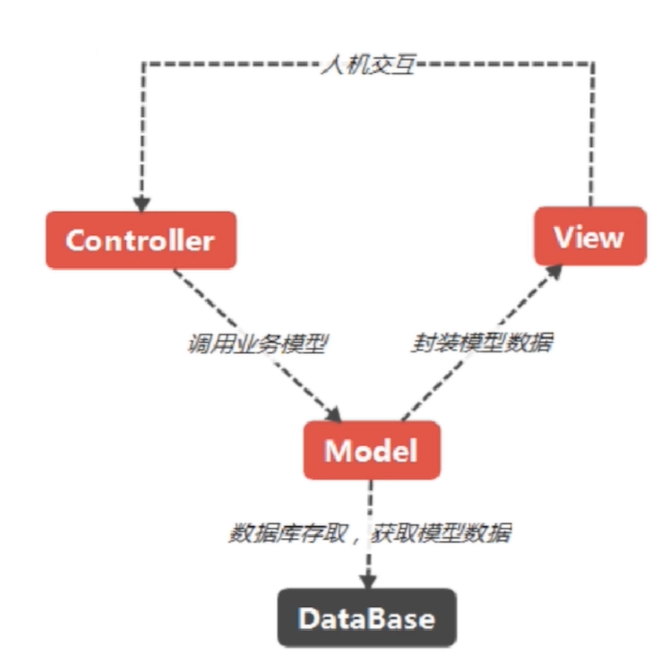 人机交互
Controller
View
调用业务模型
封装模型数据
Model
数据库存取，获取模型数据
DataBase